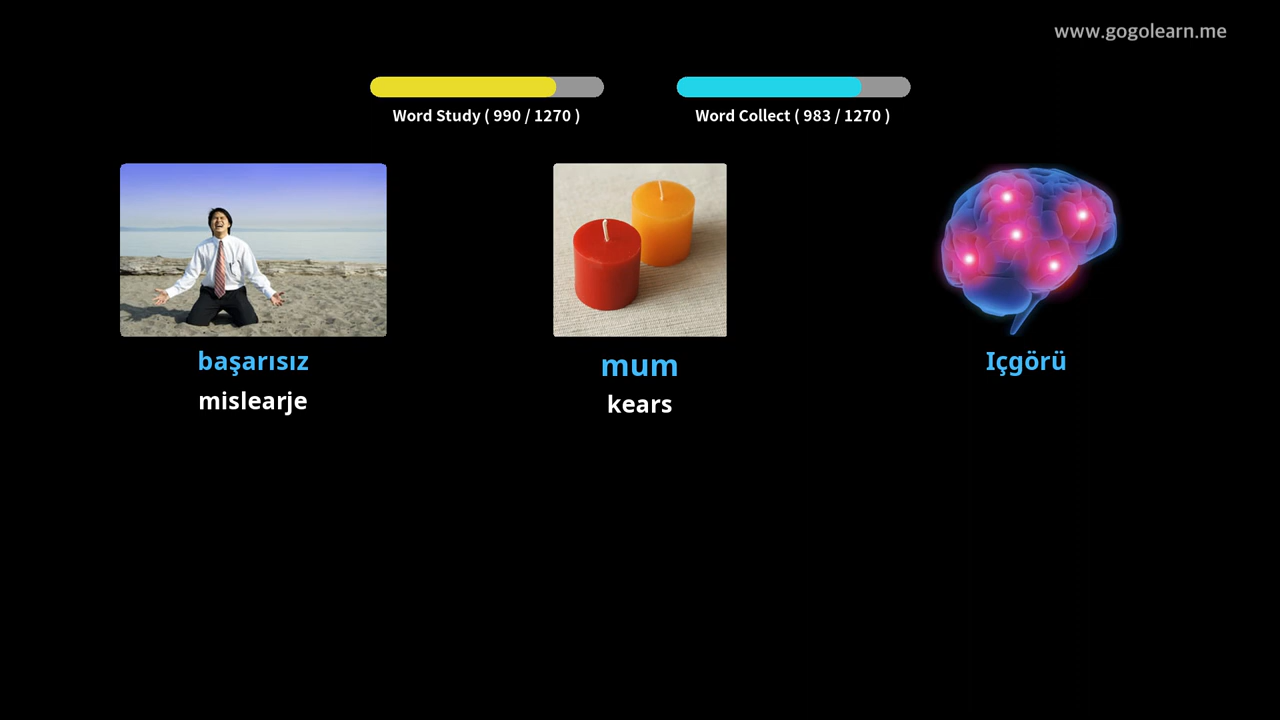 www.gogolearn.me
Word Study ( 990 / 1270 )
Word Collect ( 983 / 1270 )
başarısız
mislearje
mum
kears
Içgörü